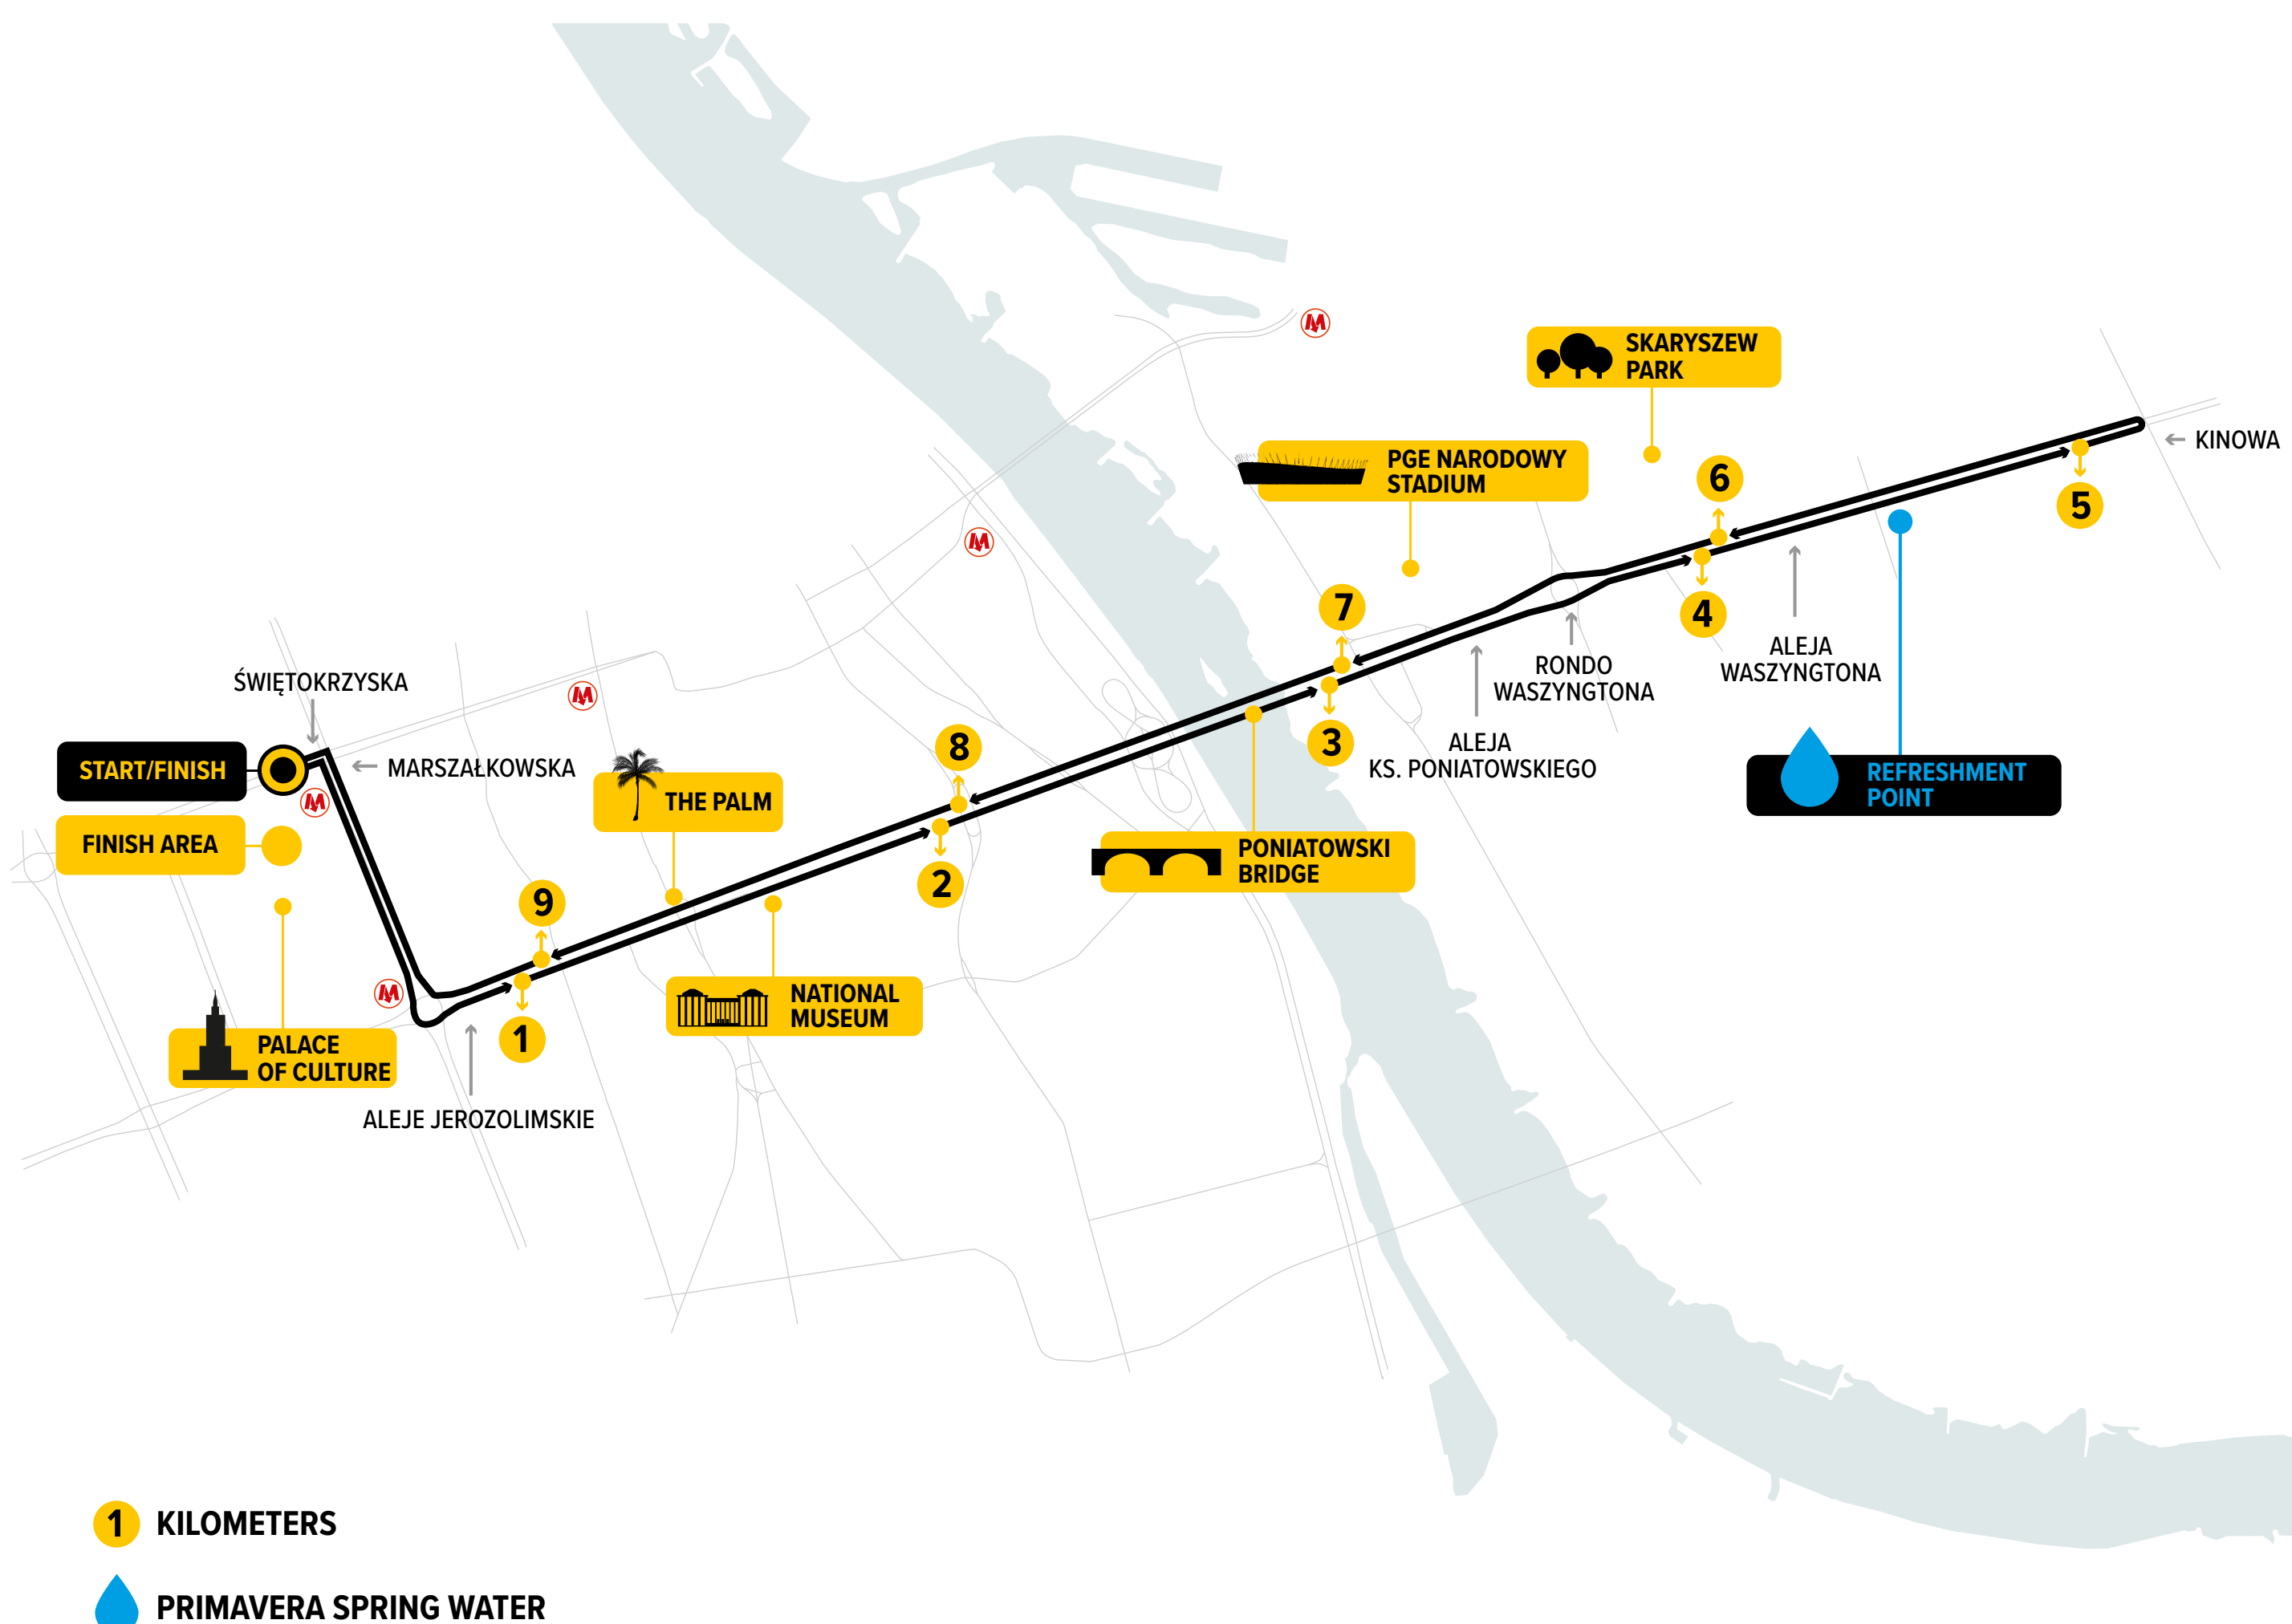 SKARYSZEW
PARK
KINOWA
PGE NARODOWY
STADIUM
6
5
7
4
ALEJA
WASZYNGTONA
RONDO
WASZYNGTONA
ŚWIĘTOKRZYSKA
START/FINISH
MARSZAŁKOWSKA
8
3
ALEJA
KS. PONIATOWSKIEGO
REFRESHMENT
POINT
THE PALM
FINISH AREA
PONIATOWSKI
BRIDGE
9
2
NATIONAL
MUSEUM
1
PALACE
OF CULTURE
ALEJE JEROZOLIMSKIE
M
M
M
M
M
1 KILOMETERS
PRIMAVERA SPRING WATER